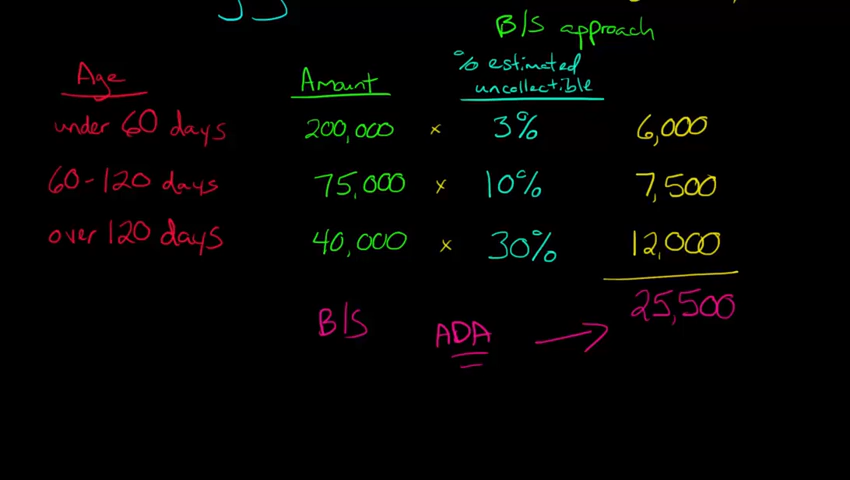 B/S approach
Age Amount % estimated uncollectible
under 60 days 200,000 × 3% 6,000
60-120 days 75,000 × 10% 7,500
over 120 days 40,000 × 30% 12,000
25,500
B/S ADA →